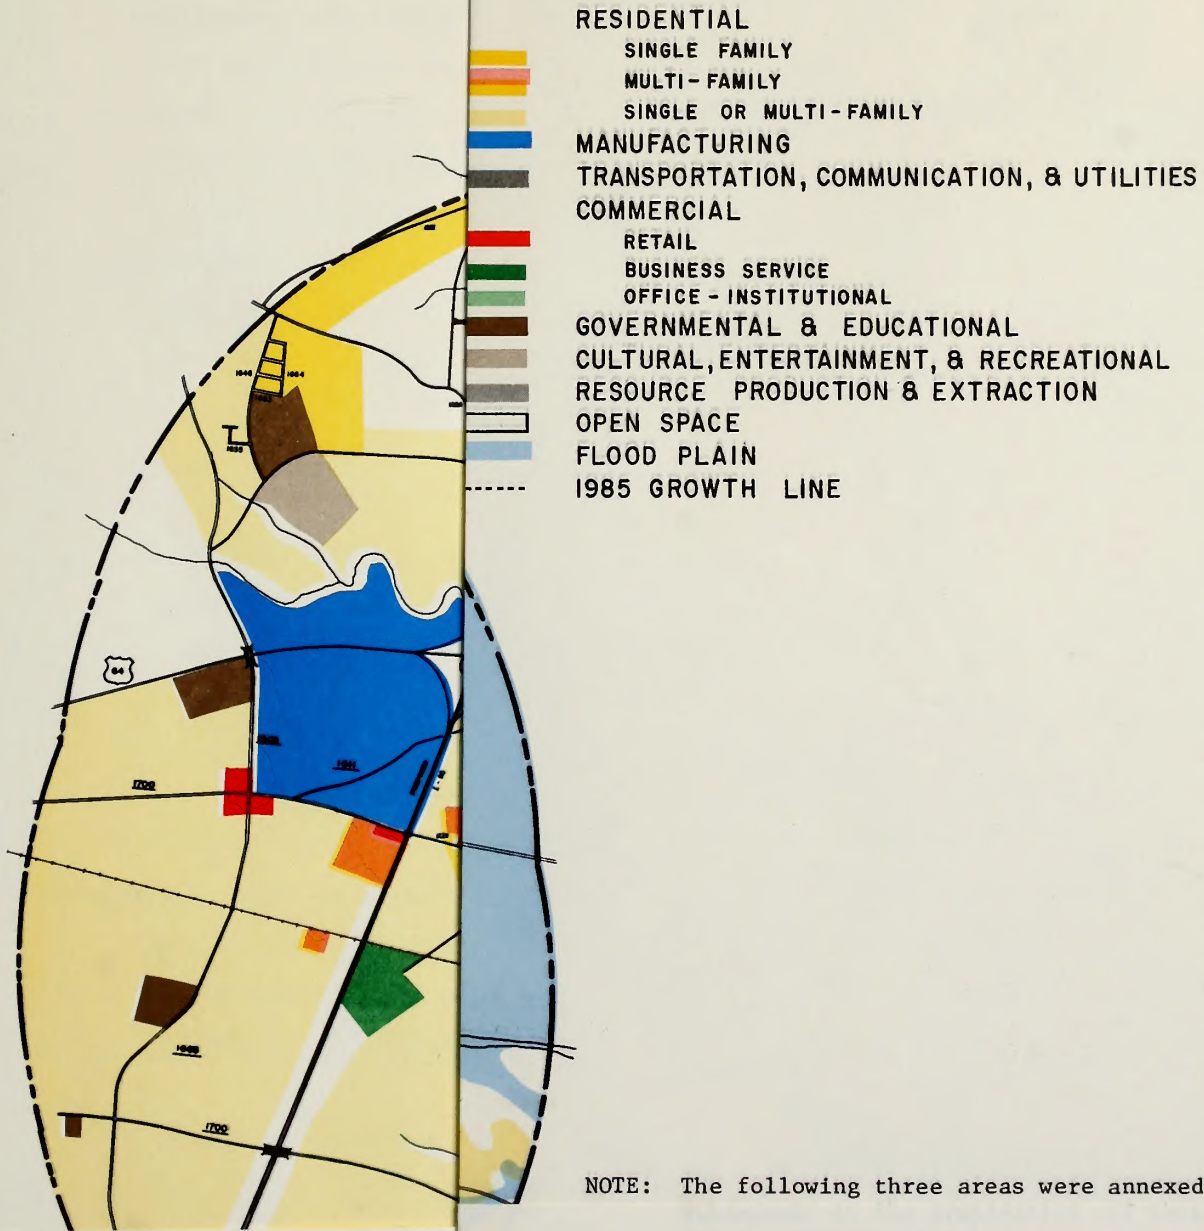 RESIDENTIAL
SINGLE FAMILY
MULTI-FAMILY
SINGLE OR MULTI-FAMILY
MANUFACTURING
TRANSPORTATION, COMMUNICATION, & UTILITIES
COMMERCIAL
RETAIL
BUSINESS SERVICE
OFFICE-INSTITUTIONAL
GOVERNMENTAL & EDUCATIONAL
CULTURAL, ENTERTAINMENT, & RECREATIONAL
RESOURCE PRODUCTION & EXTRACTION
OPEN SPACE
FLOOD PLAIN
1985 GROWTH LINE
64
1700
1700
NOTE: The following three areas were annexed